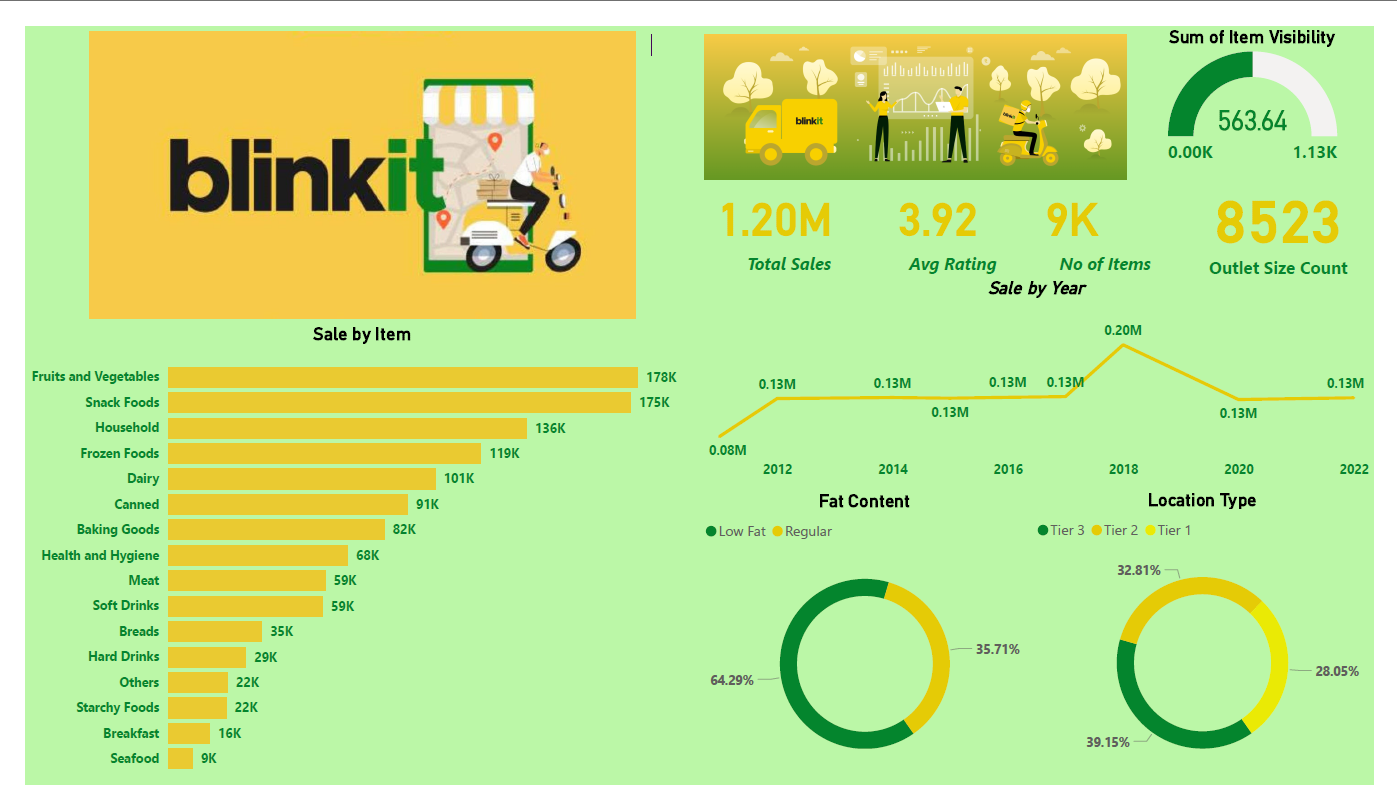 blinkit
blinkit
blinkit
Sum of Item Visibility
563.64
0.00K 1.13K
1.20M
Total Sales
3.92
Avg Rating
9K
No of Items
8523
Outlet Size Count
Sale by Item
Fruits and Vegetables 178K
Snack Foods 175K
Household 136K
Frozen Foods 119K
Dairy 101K
Canned 91K
Baking Goods 82K
Health and Hygiene 68K
Meat 59K
Soft Drinks 59K
Breads 35K
Hard Drinks 29K
Others 22K
Starchy Foods 22K
Breakfast 16K
Seafood 9K
Sale by Year
0.08M 0.13M 0.13M 0.13M 0.13M 0.13M 0.20M 0.13M 0.13M
2012 2014 2016 2018 2020 2022
Fat Content
Low Fat Regular
35.71%
64.29%
Location Type
Tier 3 Tier 2 Tier 1
32.81%
28.05%
39.15%